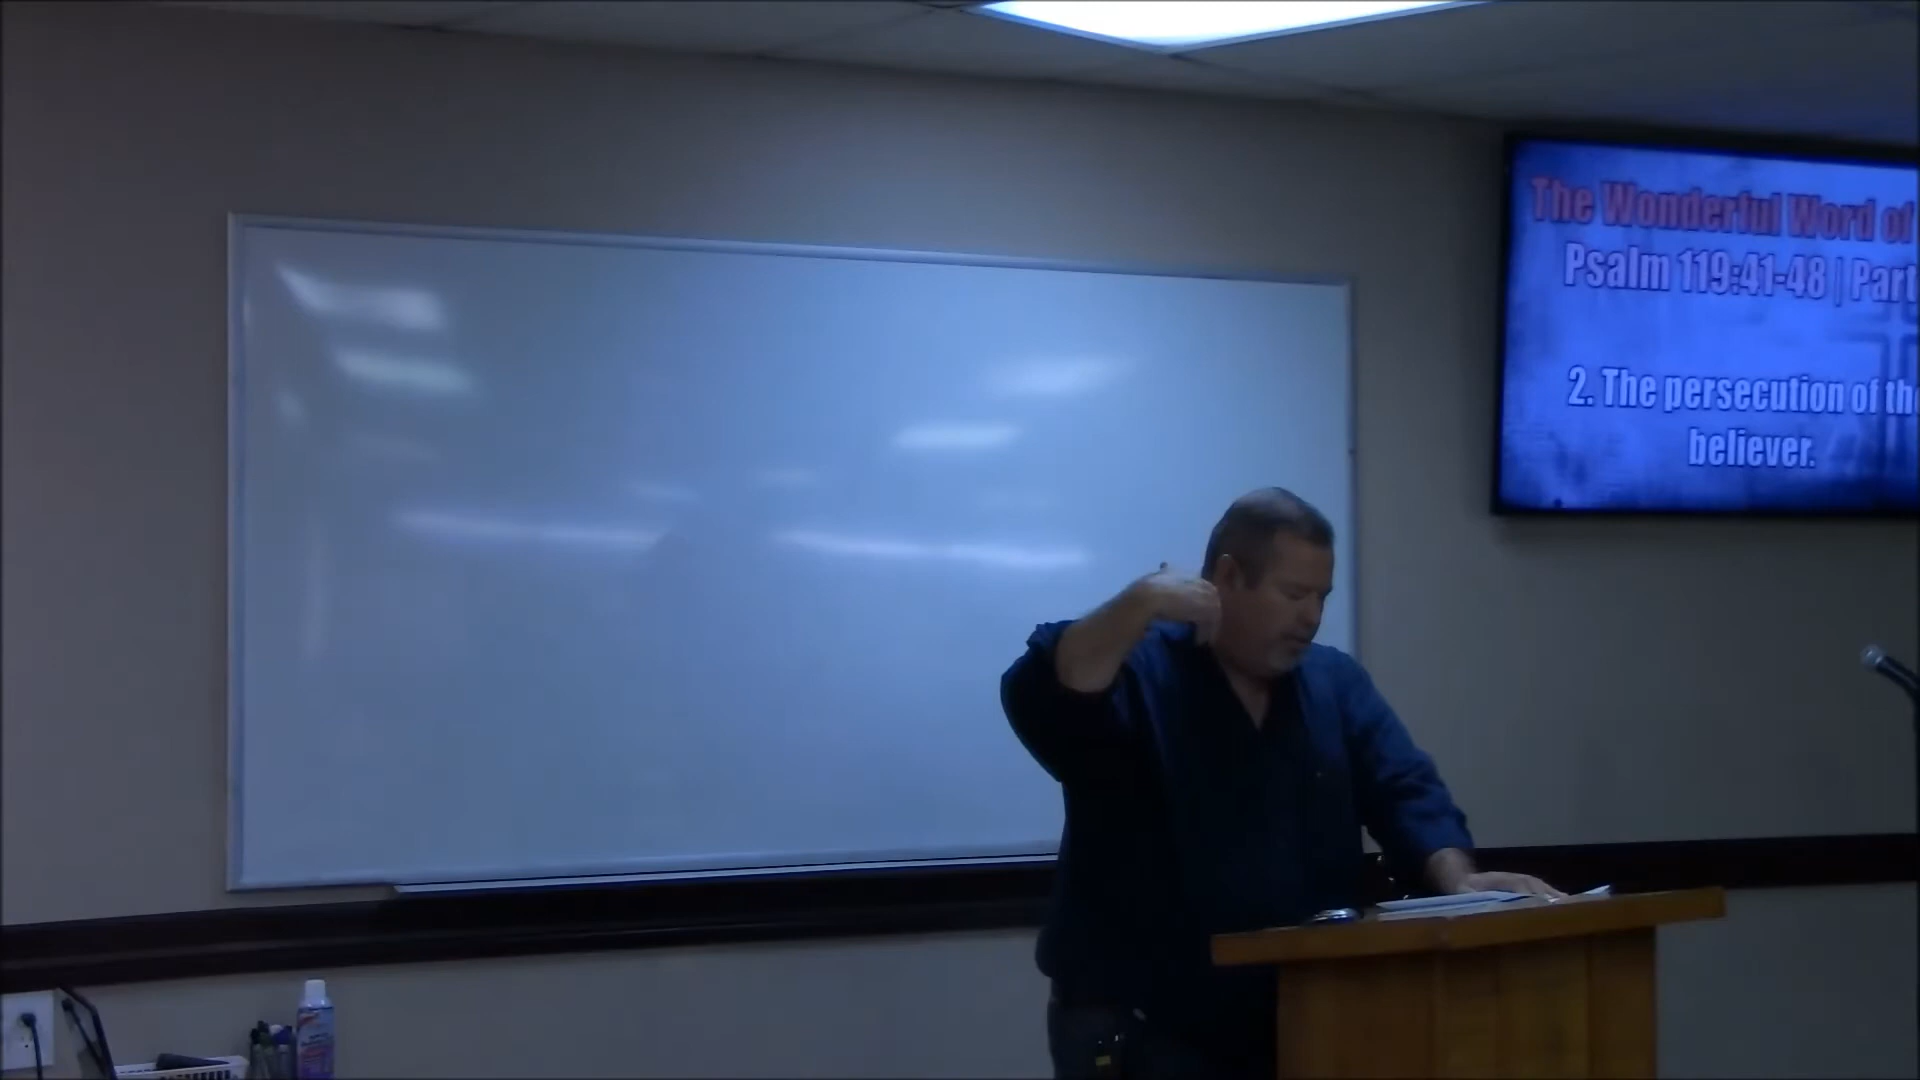 The Wonderful Word of
Psalm 119:41-48 | Part
2. The persecution of the
believer.